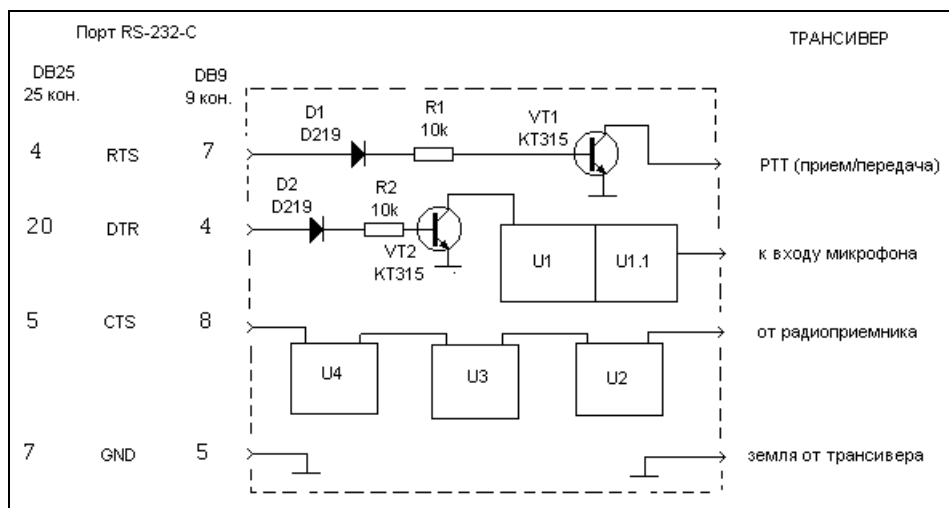 Порт RS-232-C
ТРАНСИВЕР
DB25
25 кон.
DB9
9 кон.
D1
D219
R1
10k
VT1
KT315
4 RTS 7
РТТ (прием/передача)
D2
D219
R2
10k
20 DTR 4
VT2
KT315
U1
U1.1
к входу микрофона
5 CTS 8
от радиоприемника
U4
U3
U2
7 GND 5
земля от трансивера